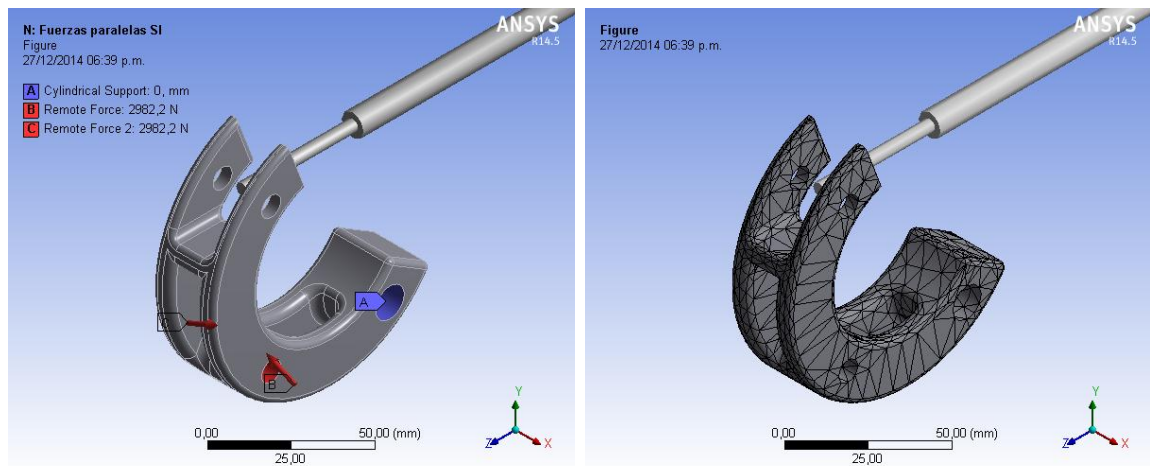 N: Fuerzas paralelas SI
Figure
27/12/2014 06:39 p.m.
A Cylindrical Support: 0, mm
B Remote Force: 2982,2 N
C Remote Force 2: 2982,2 N
ANSYS
R14.5
A
B
0,00
50,00 (mm)
25,00
Y
Z
X
Figure
27/12/2014 06:39 p.m.
ANSYS
R14.5
0,00
50,00 (mm)
25,00
Y
Z
X